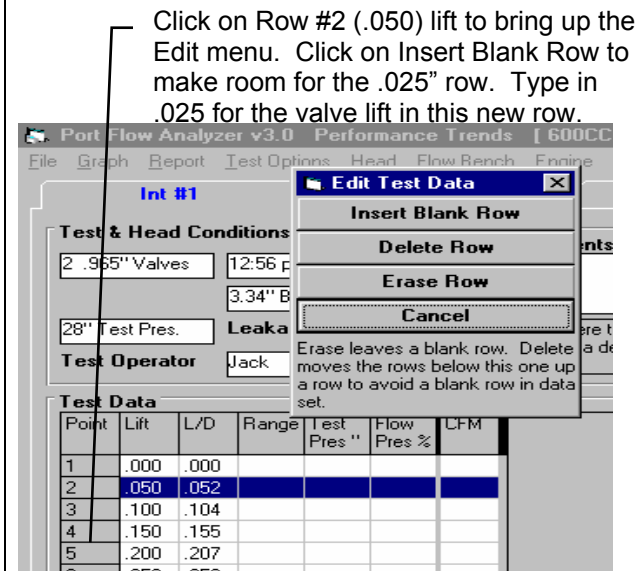 Click on Row #2 (.050) lift to bring up the
Edit menu. Click on Insert Blank Row to
make room for the .025" row. Type in
.025 for the valve lift in this new row.
Port Flow Analyzer v3.0 Performance Trends [ 600CC
File Graph Report Test Options Head Flow Bench Engine
Int #1
Edit Test Data
Insert Blank Row
Delete Row
Erase Row
Cancel
Erase leaves a blank row. Delete
moves the rows below this one up
a row to avoid a blank row in data
set.
Test & Head Conditions
2 .965'' Valves 12:56 p
3.34'' B
28'' Test Pres. Leaka
Test Operator Jack
Test Data
Point Lift L/D Range Test Pres '' Flow Pres % CFM
1 .000 .000
2 .050 .052
3 .100 .104
4 .150 .155
5 .200 .207